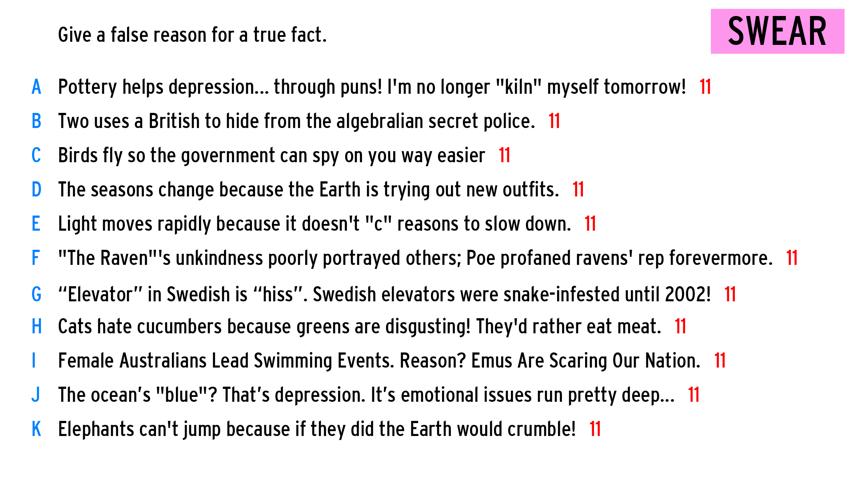 Give a false reason for a true fact.
SWEAR
A Pottery helps depression... through puns! I'm no longer "kiln" myself tomorrow! 11
B Two uses a British to hide from the algebralian secret police. 11
C Birds fly so the government can spy on you way easier 11
D The seasons change because the Earth is trying out new outfits. 11
E Light moves rapidly because it doesn't "c" reasons to slow down. 11
F "The Raven"'s unkindness poorly portrayed others; Poe profaned ravens' rep forevermore. 11
G “Elevator” in Swedish is “hiss”. Swedish elevators were snake-infested until 2002! 11
H Cats hate cucumbers because greens are disgusting! They'd rather eat meat. 11
I Female Australians Lead Swimming Events. Reason? Emus Are Scaring Our Nation. 11
J The ocean’s "blue"? That’s depression. It’s emotional issues run pretty deep... 11
K Elephants can't jump because if they did the Earth would crumble! 11